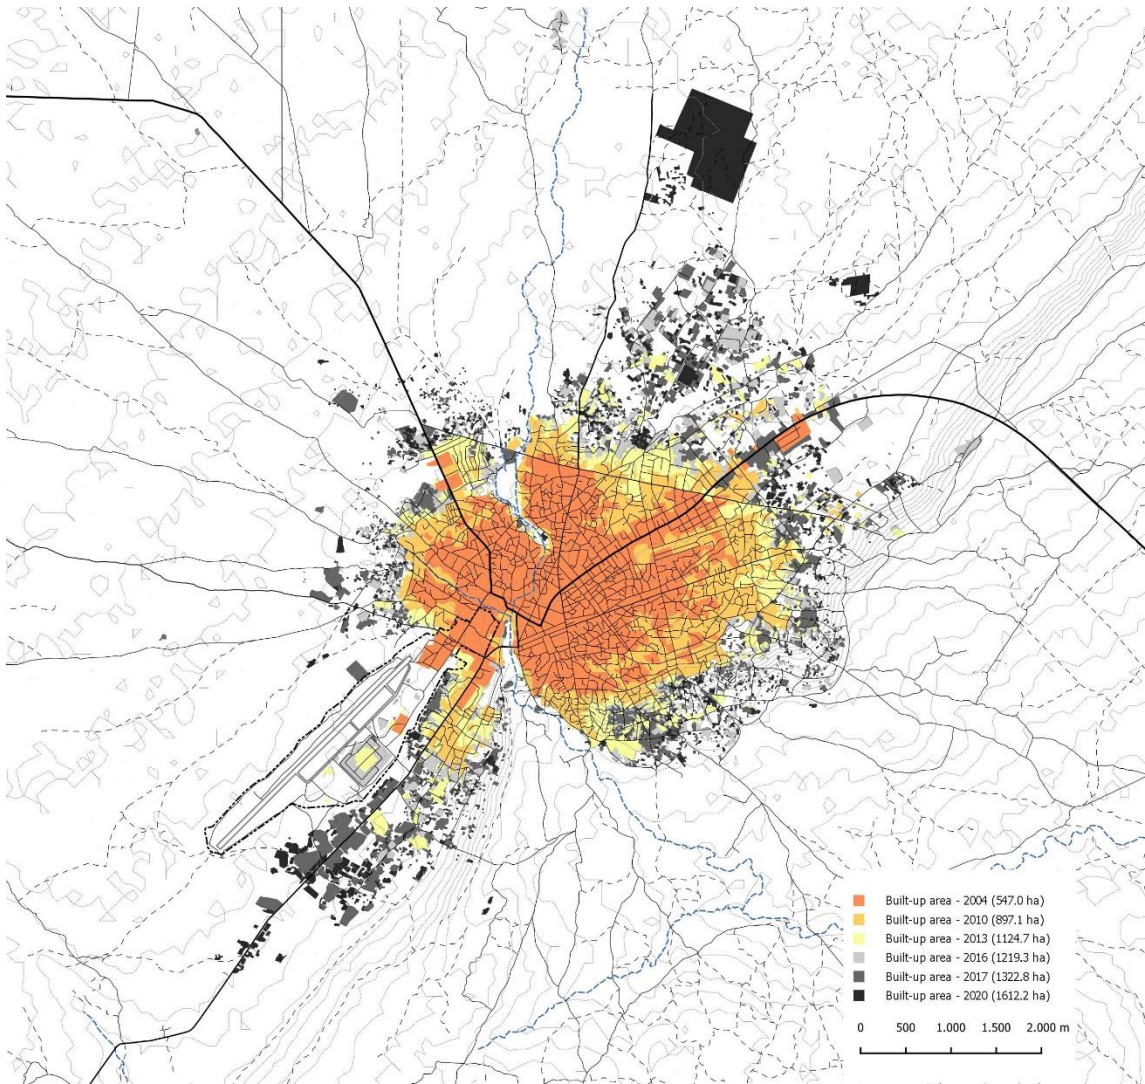 Built-up area - 2004 (547.0 ha)
Built-up area - 2010 (897.1 ha)
Built-up area - 2013 (1124.7 ha)
Built-up area - 2016 (1219.3 ha)
Built-up area - 2017 (1322.8 ha)
Built-up area - 2020 (1612.2 ha)
0 500 1.000 1.500 2.000 m